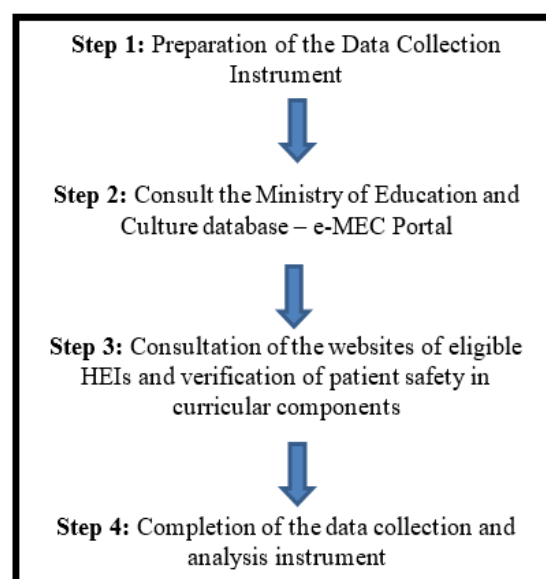 Step 1: Preparation of the Data Collection
Instrument
Step 2: Consult the Ministry of Education and
Culture database – e-MEC Portal
Step 3: Consultation of the websites of eligible
HEIs and verification of patient safety in
curricular components
Step 4: Completion of the data collection and
analysis instrument